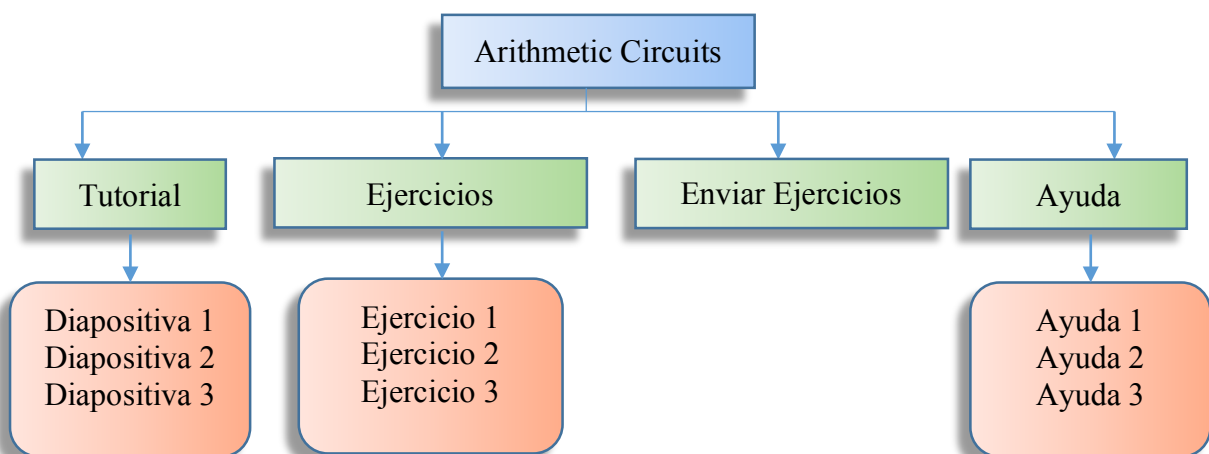 Arithmetic Circuits
Tutorial
Ejercicios
Enviar Ejercicios
Ayuda
Diapositiva 1
Diapositiva 2
Diapositiva 3
Ejercicio 1
Ejercicio 2
Ejercicio 3
Ayuda 1
Ayuda 2
Ayuda 3